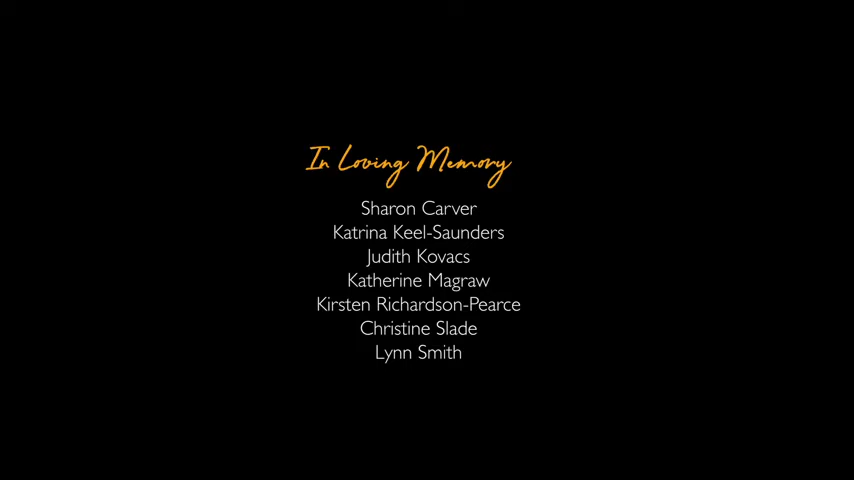 In Loving Memory
Sharon Carver
Katrina Keel-Saunders
Judith Kovacs
Katherine Magraw
Kirsten Richardson-Pearce
Christine Slade
Lynn Smith